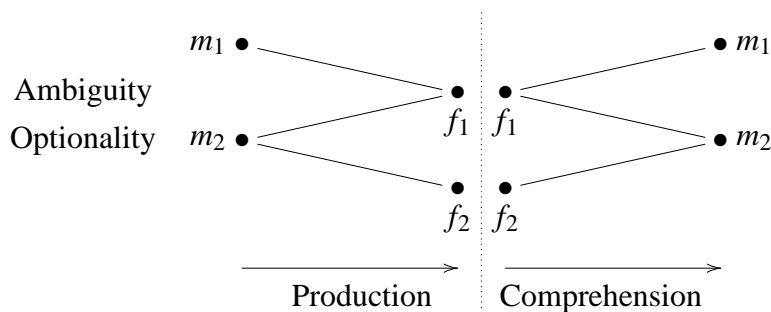 m₁ m₁
Ambiguity
f₁ f₁
Optionality m₂ m₂
f₂ f₂
Production Comprehension